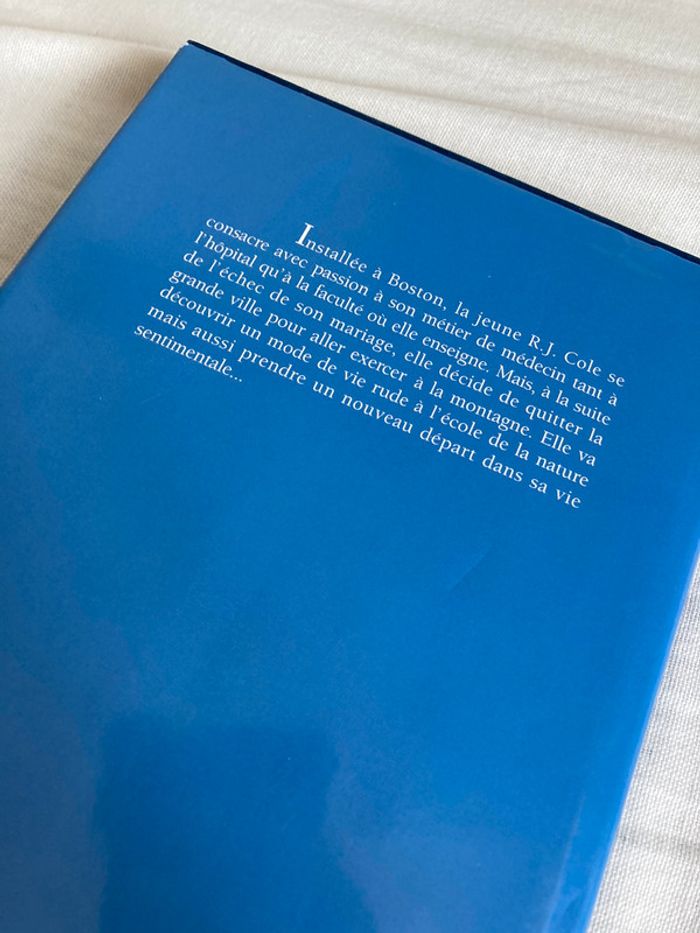 Installée à Boston, la jeune R.J. Cole se
consacre avec passion à son métier de médecin tant à
l'hôpital qu'à la faculté où elle enseigne. Mais, à la suite
de l'échec de son mariage, elle décide de quitter la
grande ville pour aller exercer à la montagne. Elle va
découvrir un mode de vie rude à l'école de la nature
mais aussi prendre un nouveau départ dans sa vie
sentimentale...